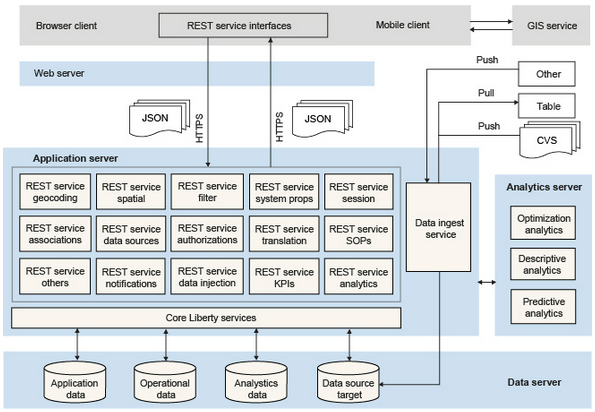 Browser client
REST service interfaces
Mobile client
GIS service
Web server
Push
Other
Pull
Table
Push
CVS
JSON
HTTPS
JSON
HTTPS
Application server
REST service
geocoding
REST service
spatial
REST service
filter
REST service
system props
REST service
session
REST service
associations
REST service
data sources
REST service
authorizations
REST service
translation
REST service
SOPs
REST service
others
REST service
notifications
REST service
data injection
REST service
KPIs
REST service
analytics
Data ingest
service
Analytics server
Optimization
analytics
Descriptive
analytics
Predictive
analytics
Core Liberty services
Application
data
Operational
data
Analystics
data
Data source
target
Data server